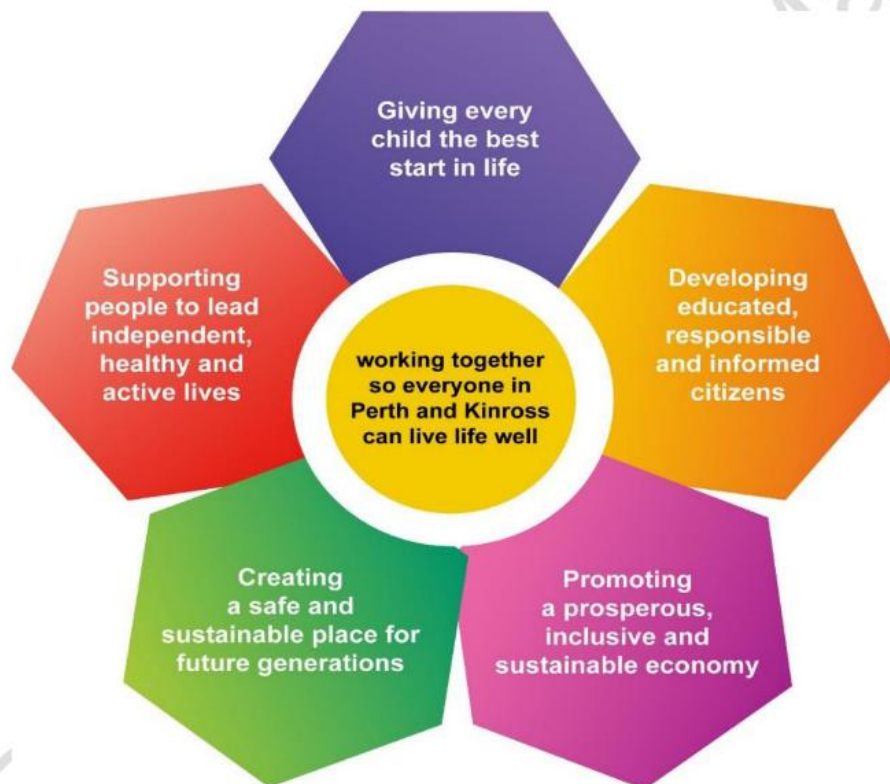 Giving every
child the best
start in life
Supporting
people to lead
independent,
healthy and
active lives
Developing
educated,
responsible
and informed
citizens
working together
so everyone in
Perth and Kinross
can live life well
Creating
a safe and
sustainable place for
future generations
Promoting
a prosperous,
inclusive and
sustainable economy